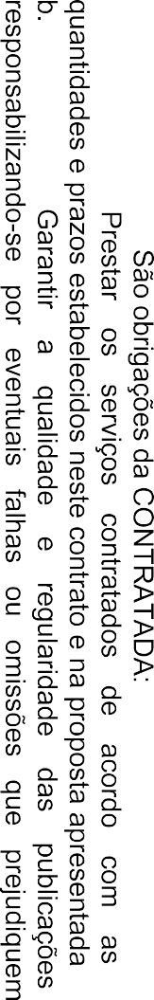 São obrigações da CONTRATADA:
Prestar os serviços contratados de acordo com as
quantidades e prazos estabelecidos neste contrato e na proposta apresentada
b. Garantir a qualidade e regularidade das publicações
responsabilizando-se por eventuais falhas ou omissões que prejudiquem